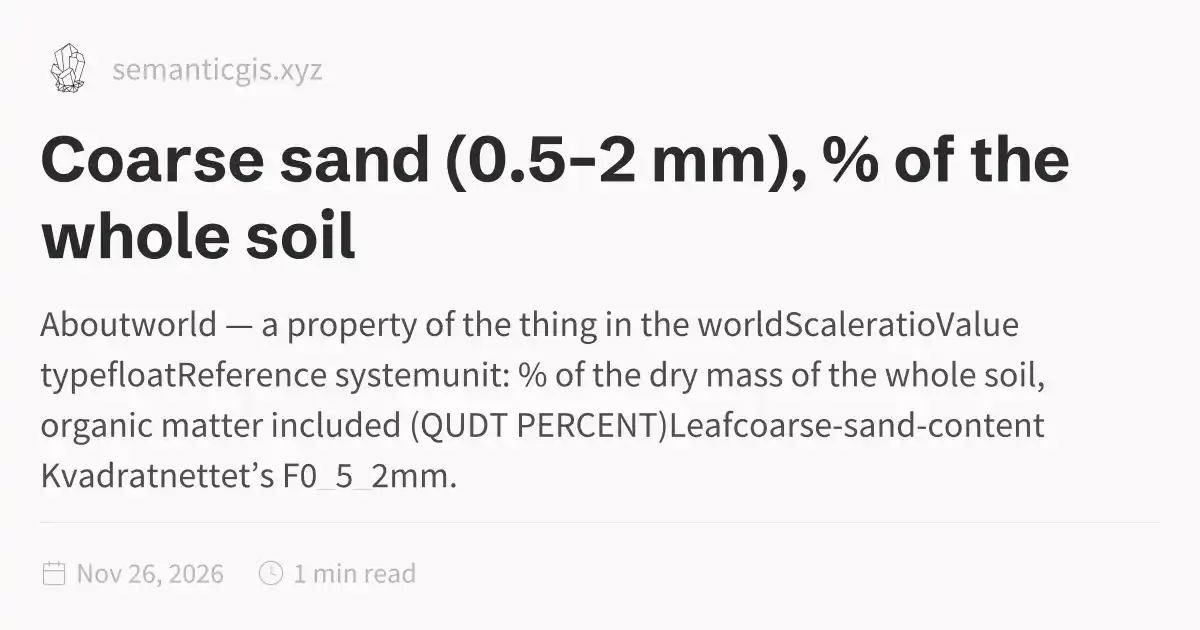 semanticgis.xyz
Coarse sand (0.5–2 mm), % of the
whole soil
Aboutworld — a property of the thing in the worldScaleratioValue
typefloatReference systemunit: % of the dry mass of the whole soil,
organic matter included (QUDT PERCENT)Leafcoarse-sand-content
Kvadratnettet’s F0_5_2mm.
Nov 26, 2026 1 min read